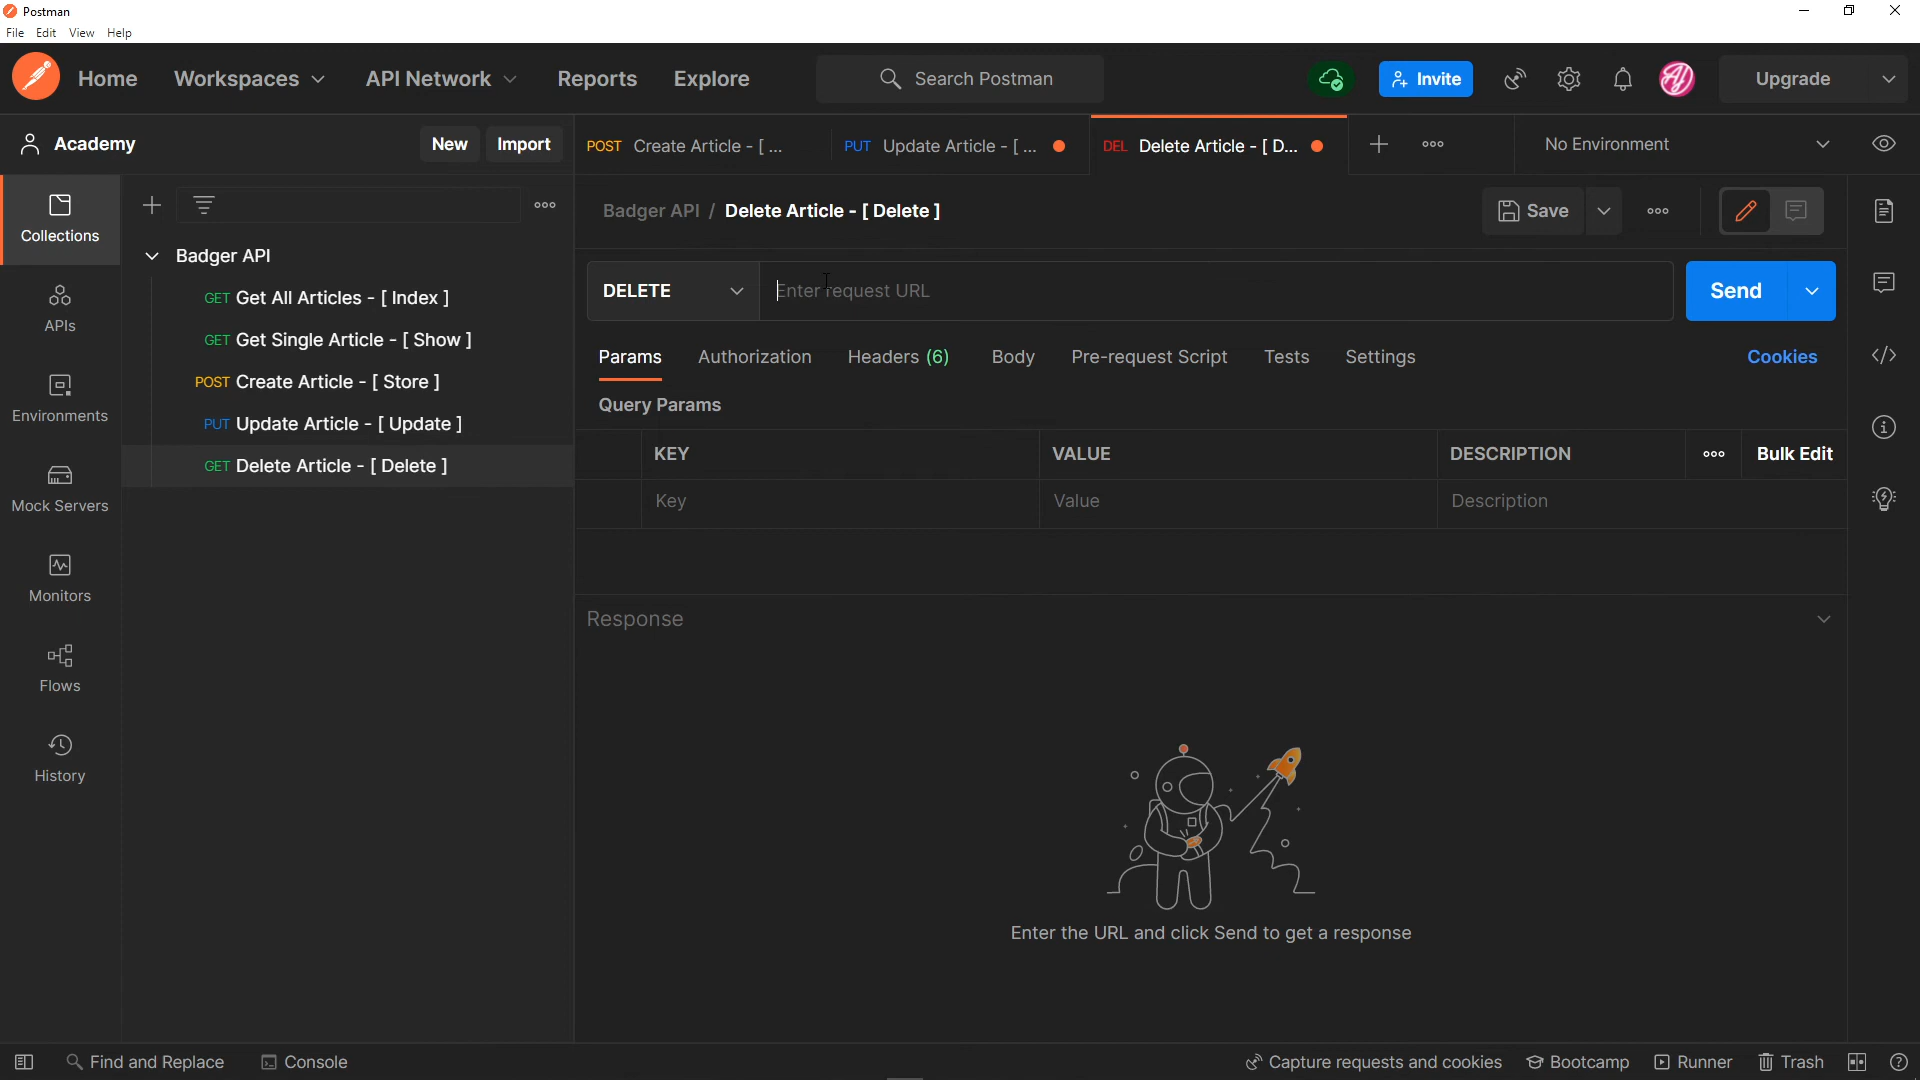 Postman
File Edit View Help
Home Workspaces API Network Reports Explore Search Postman Invite Upgrade
Academy New Import POST Create Article - [ ... PUT Update Article - [ ... DEL Delete Article - [ D... No Environment
Collections
APIs
Environments
Mock Servers
Monitors
Flows
History
Badger API
GET Get All Articles - [ Index ]
GET Get Single Article - [ Show ]
POST Create Article - [ Store ]
PUT Update Article - [ Update ]
GET Delete Article - [ Delete ]
Badger API / Delete Article - [ Delete ] Save
DELETE Enter request URL Send
Params Authorization Headers (6) Body Pre-request Script Tests Settings Cookies
Query Params
KEY VALUE DESCRIPTION Bulk Edit
Key Value Description
Response
Enter the URL and click Send to get a response
Find and Replace Console Capture requests and cookies Bootcamp Runner Trash